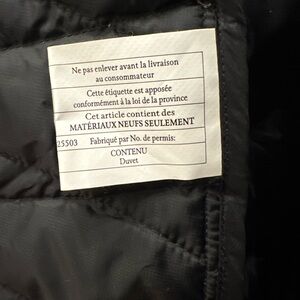 Ne pas enlever avant la livraison
au consommateur
Cette étiquette est apposée
conformément à la loi de la province
Cet article contient des
MATÉRIAUX NEUFS SEULEMENT
25503 Fabriqué par No. de permis:
CONTENU
Duvet